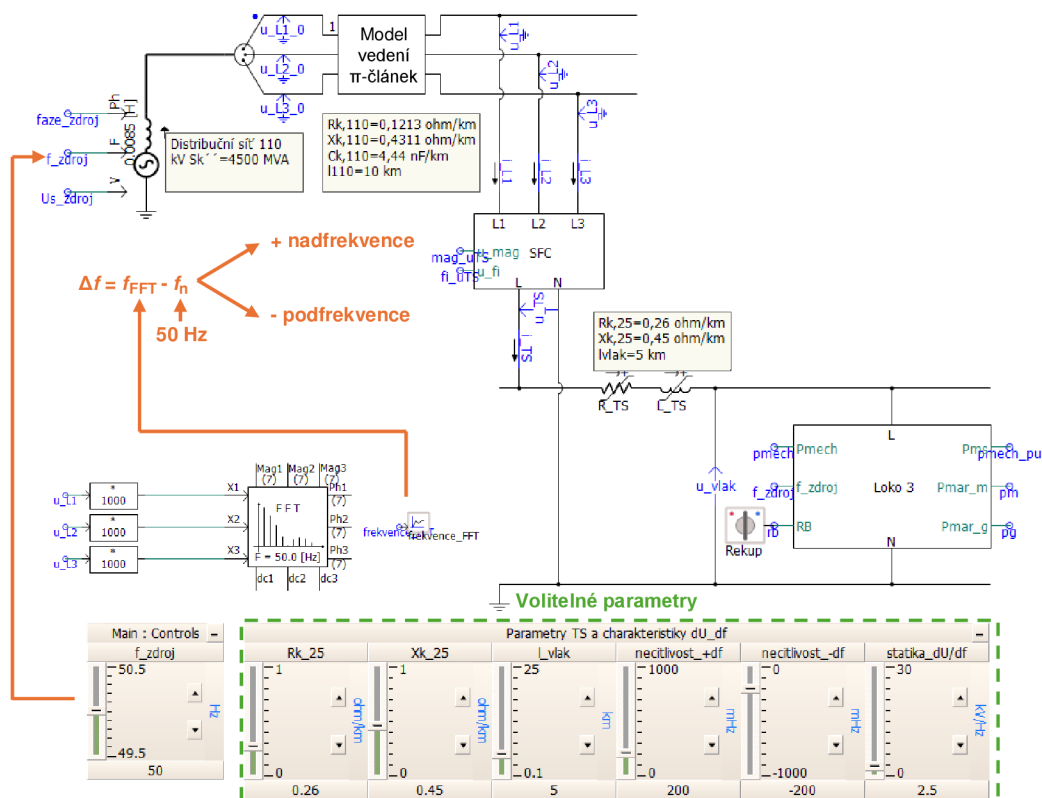 u_L1_0
u_L2_0
u_L3_0
1
Model
vedení
π-článek
u_L1
u_L2
u_L3
Ph
faze_zdroj
F
f_zdroj
V
Us_zdroj
0.0085 [H]
Distribuční síť 110
kV Sk´´=4500 MVA
Rk,110=0,1213 ohm/km
Xk,110=0,4311 ohm/km
Ck,110=4,44 nF/km
l110=10 km
i_L1
i_L2
i_L3
L1 L2 L3
u_mag
SFC
mag_uTS
u_fi
fi_uTS
L N
u_TS
i_TS
+ nadfrekvence
Δf = fFFT - fn
- podfrekvence
50 Hz
Rk,25=0,26 ohm/km
Xk,25=0,45 ohm/km
lvlak=5 km
R_TS
L_TS
u_vlak
L
pmech
Pmech
Pms
pmech_pu
f_zdroj
f_zdroj
Loko 3
Pmar_m
pm
rb
RB
Pmar_g
pg
N
Rekup
Mag1 Mag2 Mag3
(7) (7) (7)
u_L1
*
1000
X1
Ph1
(7)
FFT
u_L2
*
1000
X2
Ph2
(7)
frekvence_FFT
u_L3
*
1000
X3
Ph3
(7)
F = 50.0 [Hz]
dc1 dc2 dc3
Volitelné parametry
Main : Controls
f_zdroj
50.5
Hz
49.5
50
Parametry TS a charakteristiky dU_df
Rk_25 Xk_25 l_vlak necitlivost_+df necitlivost_-df statika_dU/df
1 1 25 1000 0 30
ohm/km ohm/km km mHz mHz kV/Hz
0 0 0.1 0 -1000 0
0.26 0.45 5 200 -200 2.5